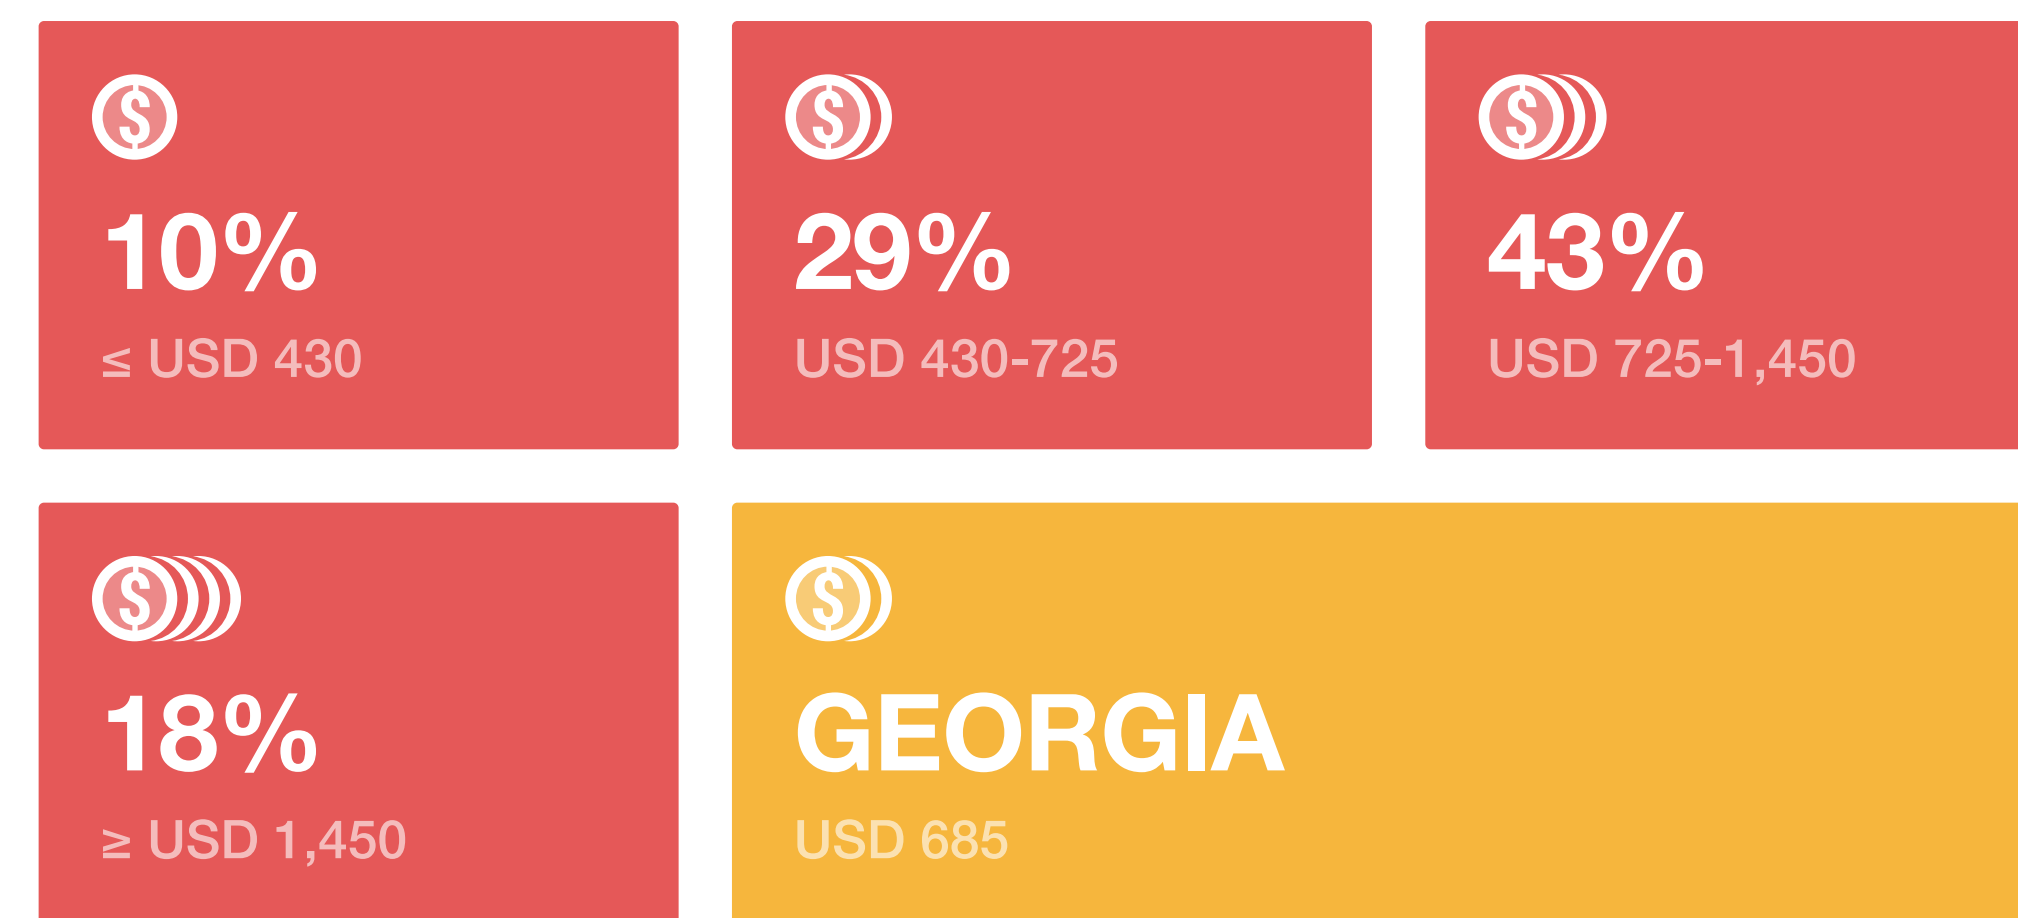 $
10%
≤ USD 430
$
29%
USD 430-725
$
43%
USD 725-1,450
$
18%
≥ USD 1,450
$
GEORGIA
USD 685